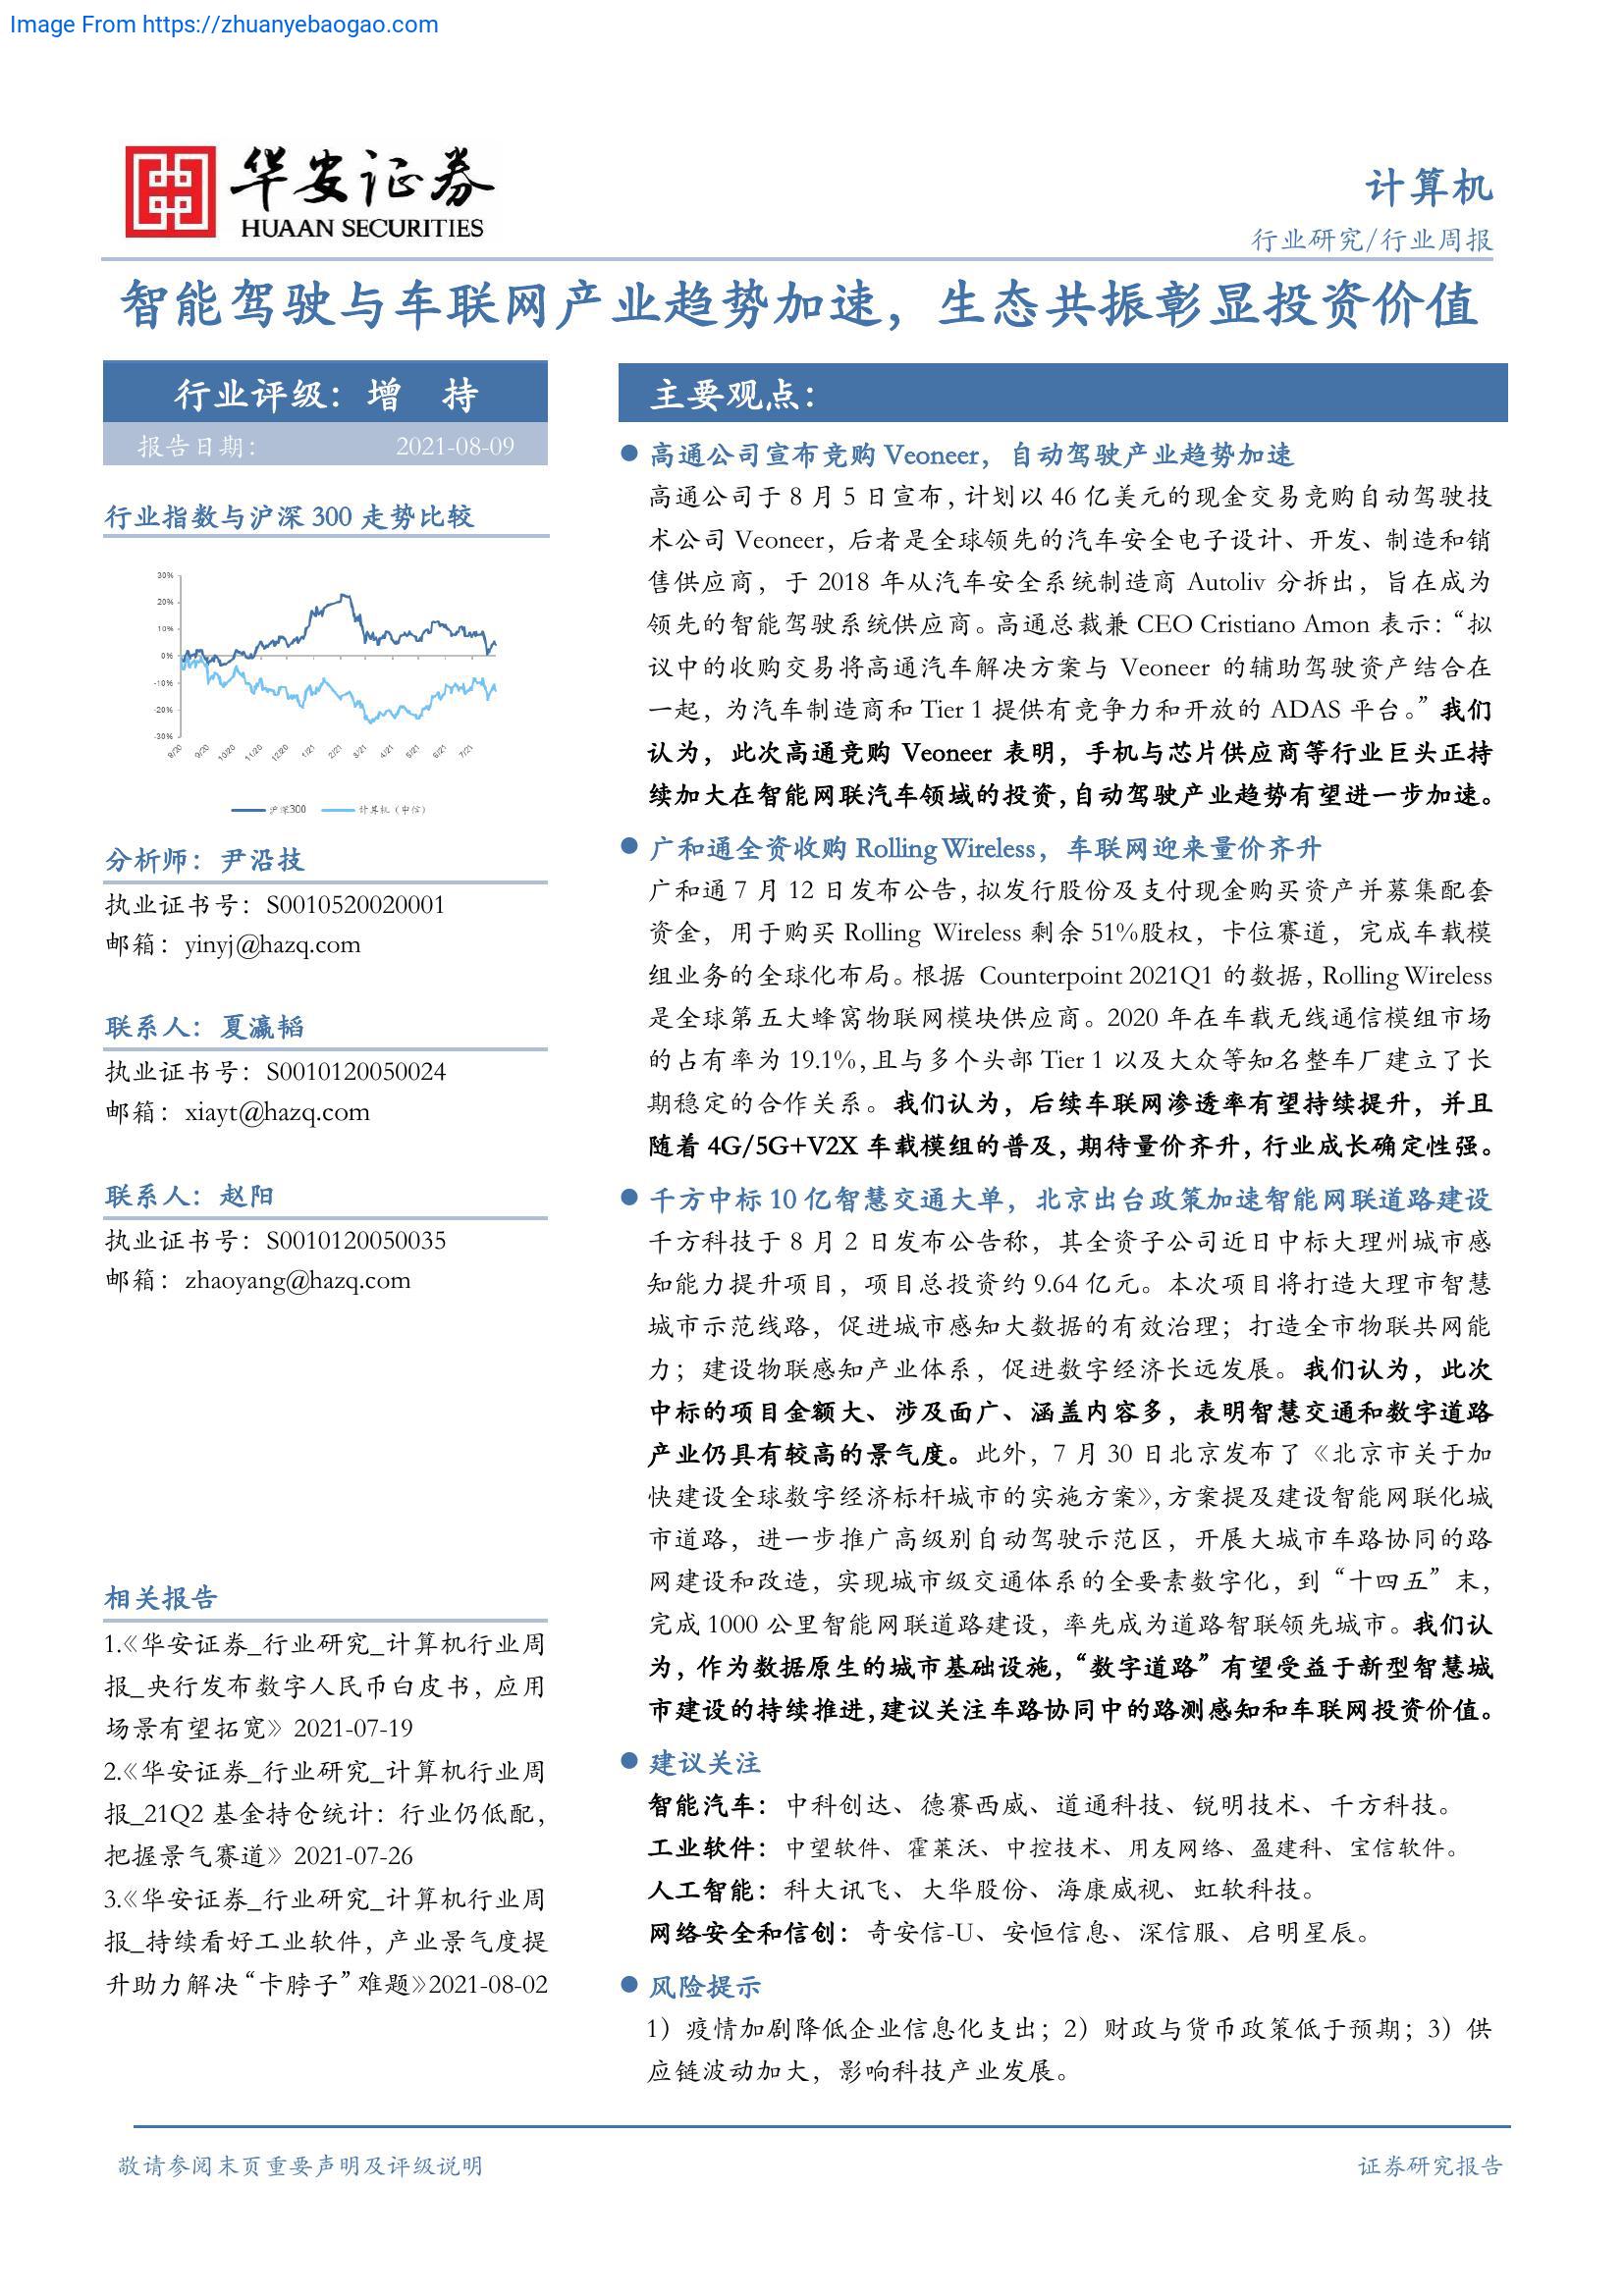 Image From https://zhuanyebaogao.com
华安证券
HUAAN SECURITIES
计算机
行业研究/行业周报
智能驾驶与车联网产业趋势加速，生态共振彰显投资价值
行业评级：增 持
报告日期： 2021-08-09
行业指数与沪深 300 走势比较
30%
20%
10%
0%
-10%
-20%
-30%
8/20 9/20 10/20 11/20 12/20 1/21 2/21 3/21 4/21 5/21 6/21 7/21
沪深300 计算机（中信）
分析师：尹沿技
执业证书号：S0010520020001
邮箱：yinyj@hazq.com
联系人：夏瀛韬
执业证书号：S0010120050024
邮箱：xiayt@hazq.com
联系人：赵阳
执业证书号：S0010120050035
邮箱：zhaoyang@hazq.com
相关报告
1.《华安证券_行业研究_计算机行业周
报_央行发布数字人民币白皮书，应用
场景有望拓宽》2021-07-19
2.《华安证券_行业研究_计算机行业周
报_21Q2 基金持仓统计：行业仍低配，
把握景气赛道》2021-07-26
3.《华安证券_行业研究_计算机行业周
报_持续看好工业软件，产业景气度提
升助力解决“卡脖子”难题》2021-08-02
主要观点：
● 高通公司宣布竞购 Veoneer，自动驾驶产业趋势加速
高通公司于 8 月 5 日宣布，计划以 46 亿美元的现金交易竞购自动驾驶技
术公司 Veoneer，后者是全球领先的汽车安全电子设计、开发、制造和销
售供应商，于 2018 年从汽车安全系统制造商 Autoliv 分拆出，旨在成为
领先的智能驾驶系统供应商。高通总裁兼 CEO Cristiano Amon 表示：“拟
议中的收购交易将高通汽车解决方案与 Veoneer 的辅助驾驶资产结合在
一起，为汽车制造商和 Tier 1 提供有竞争力和开放的 ADAS 平台。”我们
认为，此次高通竞购 Veoneer 表明，手机与芯片供应商等行业巨头正持
续加大在智能网联汽车领域的投资，自动驾驶产业趋势有望进一步加速。
● 广和通全资收购 Rolling Wireless，车联网迎来量价齐升
广和通 7 月 12 日发布公告，拟发行股份及支付现金购买资产并募集配套
资金，用于购买 Rolling Wireless 剩余 51%股权，卡位赛道，完成车载模
组业务的全球化布局。根据 Counterpoint 2021Q1 的数据，Rolling Wireless
是全球第五大蜂窝物联网模块供应商。2020 年在车载无线通信模组市场
的占有率为 19.1%，且与多个头部 Tier 1 以及大众等知名整车厂建立了长
期稳定的合作关系。我们认为，后续车联网渗透率有望持续提升，并且
随着 4G/5G+V2X 车载模组的普及，期待量价齐升，行业成长确定性强。
● 千方中标 10 亿智慧交通大单，北京出台政策加速智能网联道路建设
千方科技于 8 月 2 日发布公告称，其全资子公司近日中标大理州城市感
知能力提升项目，项目总投资约 9.64 亿元。本次项目将打造大理市智慧
城市示范线路，促进城市感知大数据的有效治理；打造全市物联共网能
力；建设物联感知产业体系，促进数字经济长远发展。我们认为，此次
中标的项目金额大、涉及面广、涵盖内容多，表明智慧交通和数字道路
产业仍具有较高的景气度。此外，7 月 30 日北京发布了《北京市关于加
快建设全球数字经济标杆城市的实施方案》，方案提及建设智能网联化城
市道路，进一步推广高级别自动驾驶示范区，开展大城市车路协同的路
网建设和改造，实现城市级交通体系的全要素数字化，到“十四五”末，
完成 1000 公里智能网联道路建设，率先成为道路智联领先城市。我们认
为，作为数据原生的城市基础设施，“数字道路”有望受益于新型智慧城
市建设的持续推进，建议关注车路协同中的路测感知和车联网投资价值。
● 建议关注
智能汽车：中科创达、德赛西威、道通科技、锐明技术、千方科技。
工业软件：中望软件、霍莱沃、中控技术、用友网络、盈建科、宝信软件。
人工智能：科大讯飞、大华股份、海康威视、虹软科技。
网络安全和信创：奇安信-U、安恒信息、深信服、启明星辰。
● 风险提示
1）疫情加剧降低企业信息化支出；2）财政与货币政策低于预期；3）供
应链波动加大，影响科技产业发展。
敬请参阅末页重要声明及评级说明
证券研究报告